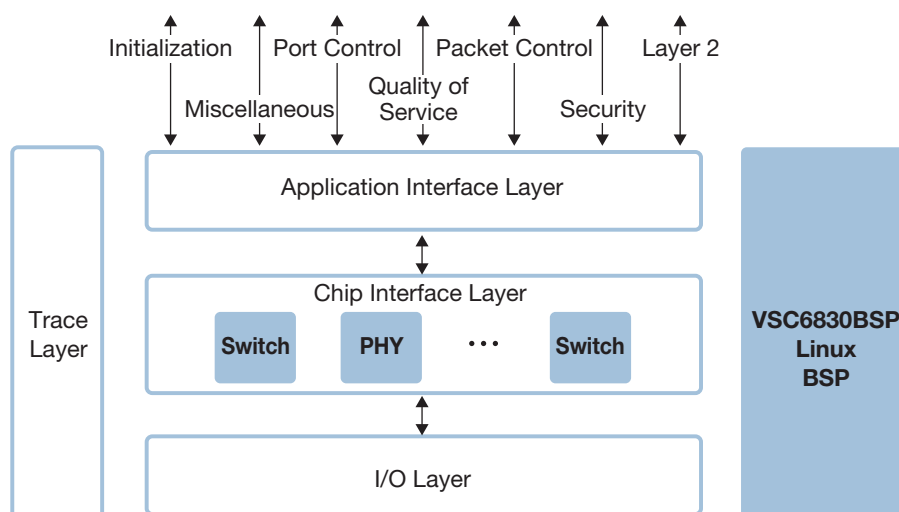 Initialization
Port Control
Packet Control
Layer 2
Miscellaneous
Quality of
Service
Security
Application Interface Layer
Chip Interface Layer
Switch
PHY
...
Switch
I/O Layer
Trace
Layer
VSC6830BSP
Linux
BSP